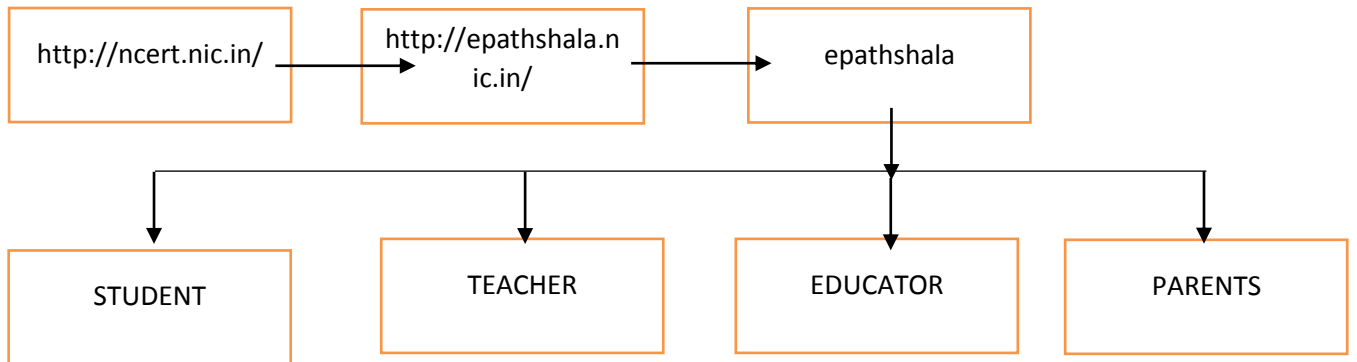 http://ncert.nic.in/
http://epathshala.n
ic.in/
epathshala
STUDENT
TEACHER
EDUCATOR
PARENTS